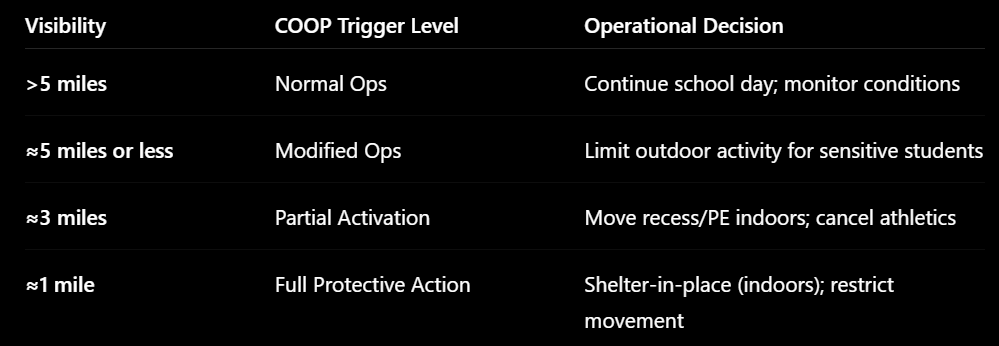 Visibility COOP Trigger Level Operational Decision
>5 miles Normal Ops Continue school day; monitor conditions
≈5 miles or less Modified Ops Limit outdoor activity for sensitive students
≈3 miles Partial Activation Move recess/PE indoors; cancel athletics
≈1 mile Full Protective Action Shelter-in-place (indoors); restrict
movement